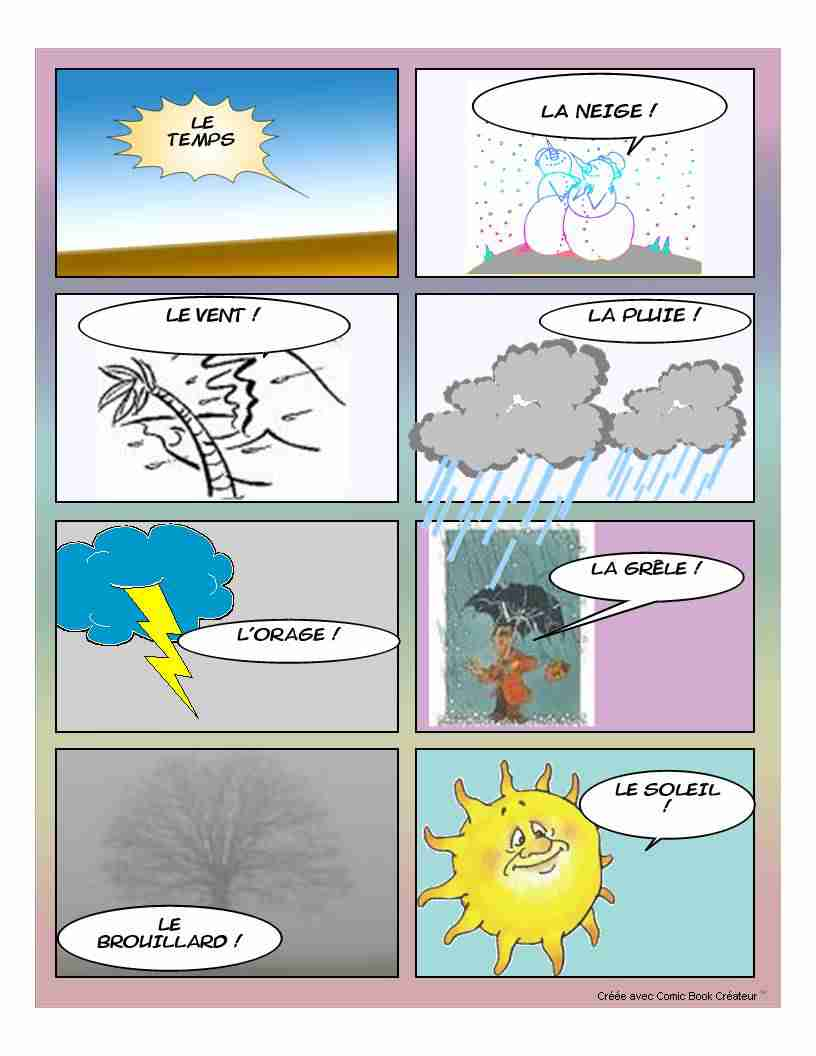 LE
TEMPS
LA NEIGE !
LE VENT !
LA PLUIE !
L'ORAGE !
LA GRÊLE !
LE
BROUILLARD !
LE SOLEIL
!
Créée avec Comic Book Créateur